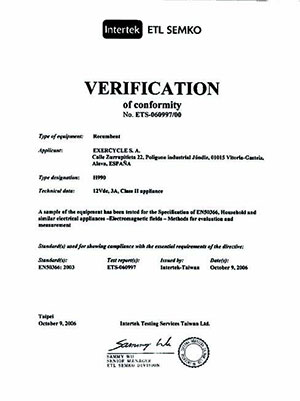 Intertek ETL SEMKO
VERIFICATION
of conformity
No. ETS-060997/00
Type of equipment: Recumbent
Applicant: EXERCYCLE S. A.
Calle Zurrupitieta 22, Polígono industrial Júndiz, 01015 Vitoria-Gasteiz,
Alava, ESPAÑA
Type designation: H990
Technical data: 12Vdc, 3A, Class II appliance
A sample of the equipment has been tested for the Specification of EN50366, Household and
similar electrical appliances –Electromagnetic fields – Methods for evaluation and
measurement
Standard(s) used for showing compliance with the essential requirements of the directive:
Standard(s): Test report(s): Issued by: Date(s):
EN50366: 2003 ETS-060997 Intertek-Taiwan October 9, 2006
Taipei
October 9, 2006 Intertek Testing Services Taiwan Ltd.
Sammy Wu
SAMMY WU
SENIOR MANAGER
ETL SEMKO DIVISION